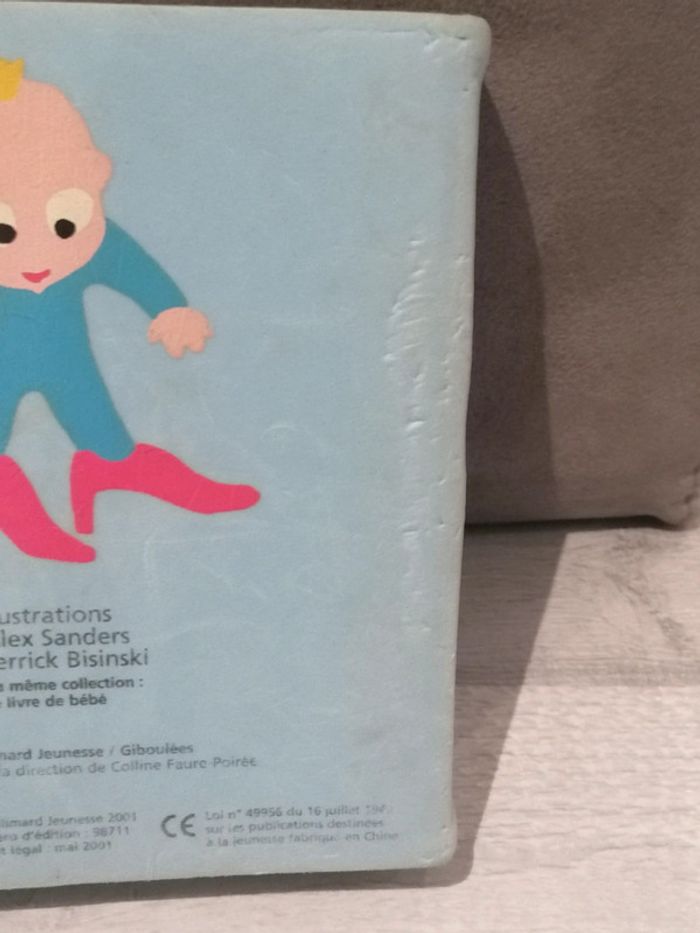 ustrations
lex Sanders
errick Bisinski
même collection :
livre de bébé
mard Jeunesse / Giboulées
la direction de Colline Faure-Poirée
limard Jeunesse 2001
ro d'édition : 98711
t légal : mai 2001
CE
Loi n° 49956 du 16 juillet
sur les publications destinées
à la jeunesse fabriqué en Chine